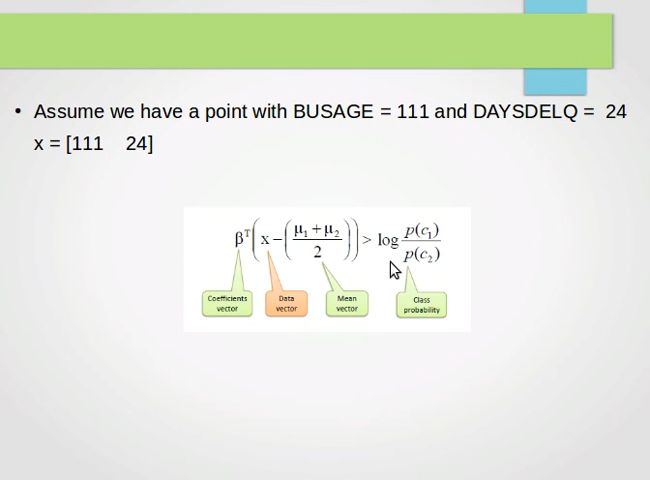 • Assume we have a point with BUSAGE = 111 and DAYSDELQ = 24
x = [111 24]
β^T (x − ((μ₁ + μ₂) / 2)) > log p(c₁) / p(c₂)
Coefficients vector
Data vector
Mean vector
Class probability